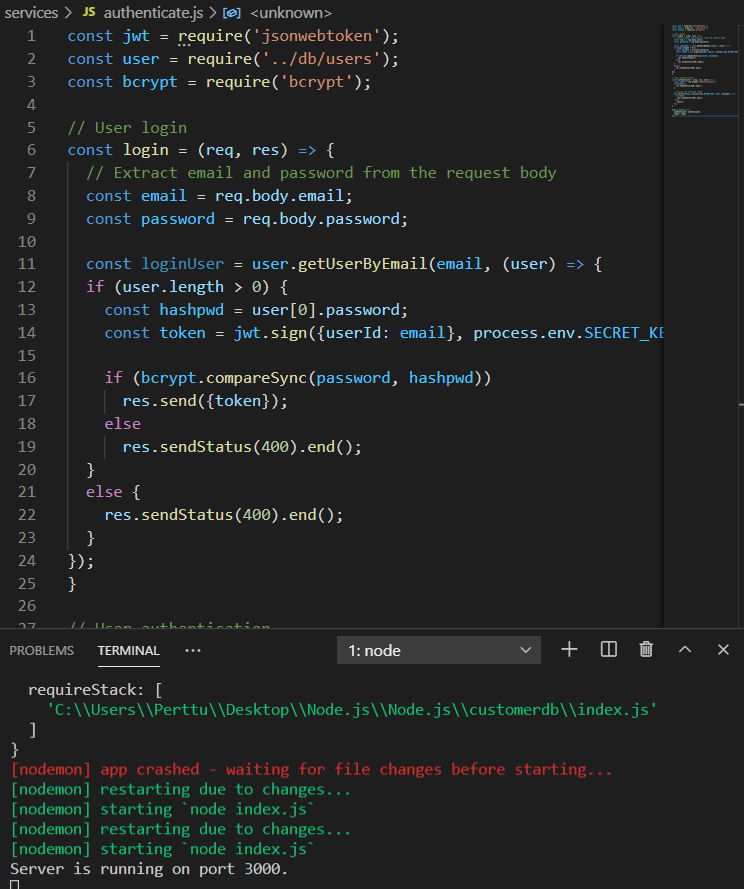 services > JS authenticate.js > <unknown>
1 const jwt = require('jsonwebtoken');
2 const user = require('../db/users');
3 const bcrypt = require('bcrypt');
4
5 // User login
6 const login = (req, res) => {
7 // Extract email and password from the request body
8 const email = req.body.email;
9 const password = req.body.password;
10
11 const loginUser = user.getUserByEmail(email, (user) => {
12 if (user.length > 0) {
13 const hashpwd = user[0].password;
14 const token = jwt.sign({userId: email}, process.env.SECRET_KE
15
16 if (bcrypt.compareSync(password, hashpwd))
17 res.send({token});
18 else
19 res.sendStatus(400).end();
20 }
21 else {
22 res.sendStatus(400).end();
23 }
24 });
25 }
26
27 // User authentication
PROBLEMS TERMINAL ... 1: node
requireStack: [
'C:\\Users\\Perttu\\Desktop\\Node.js\\Node.js\\customerdb\\index.js'
]
}
[nodemon] app crashed - waiting for file changes before starting...
[nodemon] restarting due to changes...
[nodemon] starting `node index.js`
[nodemon] restarting due to changes...
[nodemon] starting `node index.js`
Server is running on port 3000.